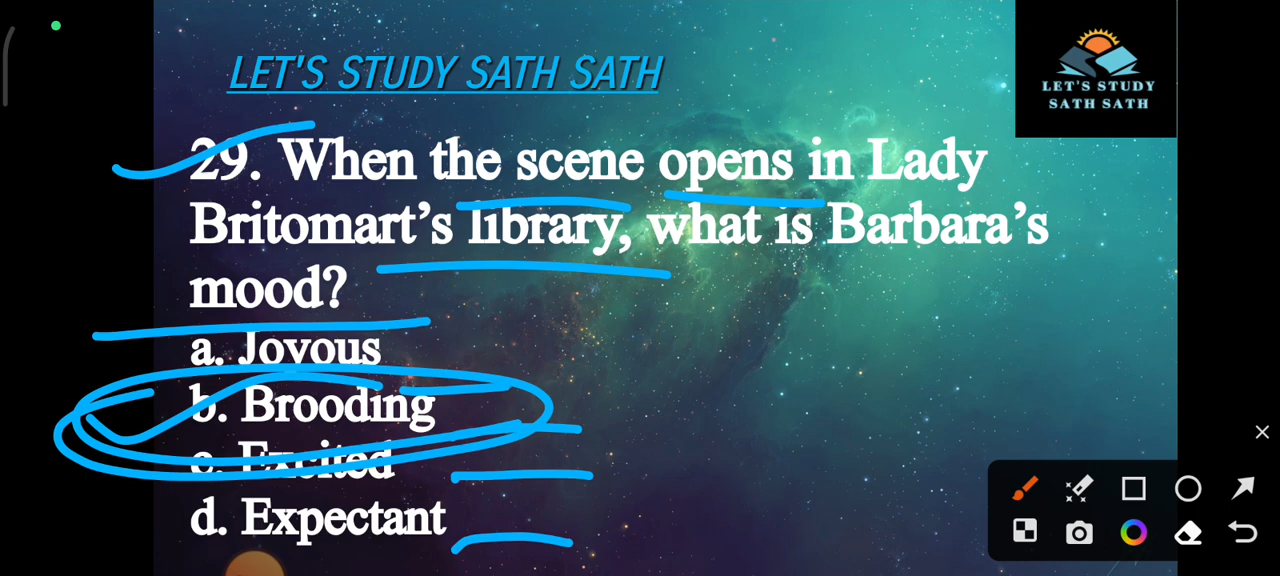 LET'S STUDY SATH SATH
LET'S STUDY
SATH SATH
29. When the scene opens in Lady
Britomart's library, what is Barbara's
mood?
a. Joyous
b. Brooding
c. Excited
d. Expectant